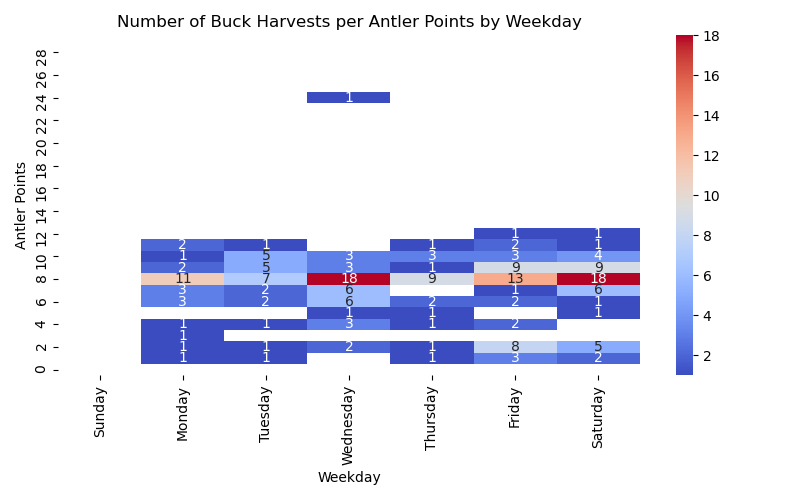 Number of Buck Harvests per Antler Points by Weekday
Antler Points
28
26
24
22
20
18
16
14
12
10
8
6
4
2
0
1
1 1
2 1 1 2 1
1 5 3 3 3 4
2 5 3 1 9 9
11 7 18 9 13 18
3 2 6 1 6
3 2 6 2 2 1
1 1 1
1 1 3 1 2
1
1 1 2 1 8 5
1 1 1 3 2
Sunday
Monday
Tuesday
Wednesday
Thursday
Friday
Saturday
Weekday
18
16
14
12
10
8
6
4
2